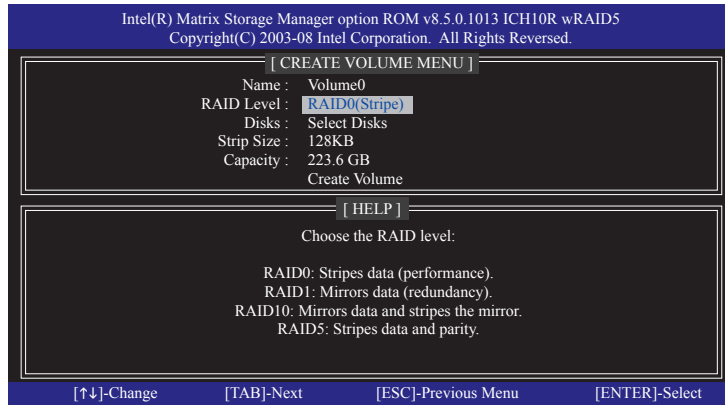 Intel(R) Matrix Storage Manager option ROM v8.5.0.1013 ICH10R wRAID5
Copyright(C) 2003-08 Intel Corporation. All Rights Reversed.
[ CREATE VOLUME MENU ]
Name : Volume0
RAID Level : RAID0(Stripe)
Disks : Select Disks
Strip Size : 128KB
Capacity : 223.6 GB
Create Volume
[ HELP ]
Choose the RAID level:
RAID0: Stripes data (performance).
RAID1: Mirrors data (redundancy).
RAID10: Mirrors data and stripes the mirror.
RAID5: Stripes data and parity.
[↑↓]-Change [TAB]-Next [ESC]-Previous Menu [ENTER]-Select